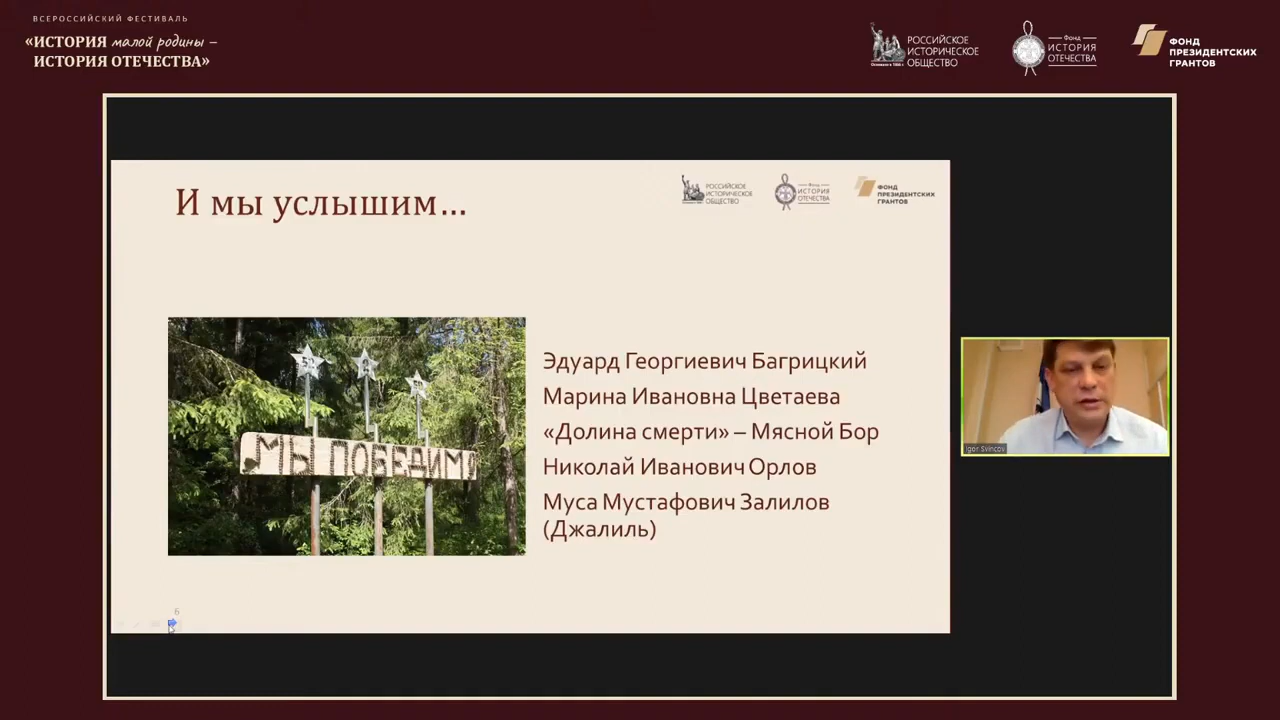 ВСЕРОССИЙСКИЙ ФЕСТИВАЛЬ
«ИСТОРИЯ малой родины –
ИСТОРИЯ ОТЕЧЕСТВА»
РОССИЙСКОЕ
ИСТОРИЧЕСКОЕ
ОБЩЕСТВО
Фонд
ИСТОРИЯ
ОТЕЧЕСТВА
ФОНД
ПРЕЗИДЕНТСКИХ
ГРАНТОВ
И мы услышим...
РОССИЙСКОЕ
ИСТОРИЧЕСКОЕ
ОБЩЕСТВО
Фонд
ИСТОРИЯ
ОТЕЧЕСТВА
ФОНД
ПРЕЗИДЕНТСКИХ
ГРАНТОВ
МЫ ПОБЕДИМ
Эдуард Георгиевич Багрицкий
Марина Ивановна Цветаева
«Долина смерти» – Мясной Бор
Николай Иванович Орлов
Муса Мустафович Залилов
(Джалиль)
Igor Svincov
6